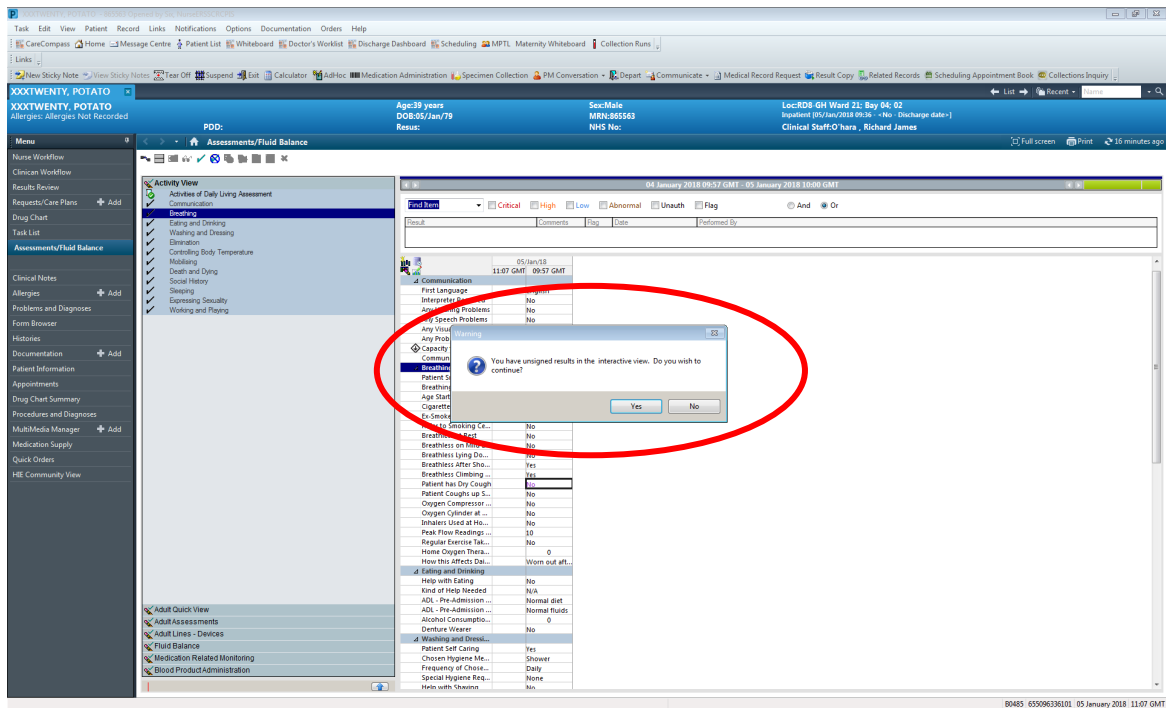 XXXTWENTY, POTATO
Task Edit View Patient Record Links Notifications Options Documentation Orders Help
CareCompass Home Message Centre Patient List Whiteboard Doctor's Worklist Discharge Dashboard Scheduling MPTL Maternity Whiteboard Collection Runs
Links
New Sticky Note View Sticky Notes Tear Off Suspend Exit Calculator AdHoc Medication Administration Specimen Collection PM Conversation Depart Communicate Medical Record Request Result Copy Related Records Scheduling Appointment Book Collections Inquiry
XXXTWENTY, POTATO List Recent Name
XXXTWENTY, POTATO Age:39 years Sex:Male Loc:RD8-GH Ward 21; Bay 04; 02
Allergies: Allergies Not Recorded DOB:05/Jan/79 MRN:865563 Inpatient [05/Jan/2018 09:36 - <No - Discharge date>]
PDD: Resus: NHS No: Clinical Staff:O'hara , Richard James
Menu Assessments/Fluid Balance Full screen Print 16 minutes ago
Nurse Workflow
Clinican Workflow
Results Review
Requests/Care Plans + Add
Drug Chart
Task List
Assessments/Fluid Balance
Clinical Notes
Allergies + Add
Problems and Diagnoses
Form Browser
Histories
Documentation + Add
Patient Information
Appointments
Drug Chart Summary
Procedures and Diagnoses
MultiMedia Manager + Add
Medication Supply
Quick Orders
HIE Community View
Activity View
Activities of Daily Living Assessment
Communication
Breathing
Eating and Drinking
Washing and Dressing
Elimination
Controlling Body Temperature
Mobilising
Death and Dying
Social History
Sleeping
Expressing Sexuality
Working and Playing
Adult Quick View
Adult Assessments
Adult Lines - Devices
Fluid Balance
Medication Related Monitoring
Blood Product Administration
04 January 2018 09:57 GMT - 05 January 2018 10:00 GMT
Find Item Critical High Low Abnormal Unauth Flag And Or
Result Comments Flag Date Performed By
05/Jan/18
11:07 GMT 09:57 GMT
Communication
First Language English
Interpreter No
Problems No
Any Speech Problems No
Any Visu
Any Prob
Capacity
Commun
Breathing
Patient S
Breathing
Age Start
Cigarette
Ex-Smoke
Warning
You have unsigned results in the interactive view. Do you wish to
continue?
Yes No
to Smoking Ce... No
Breathless Rest No
Breathless on No
Breathless Lying Do... No
Breathless After Sho... Yes
Breathless Climbing ... Yes
Patient has Dry Cough No
Patient Coughs up S... No
Oxygen Compressor ... No
Oxygen Cylinder at ... No
Inhalers Used at Ho... No
Peak Flow Readings ... 10
Regular Exercise Tak... No
Home Oxygen Thera... 0
How this Affects Dai... Worn out aft...
Eating and Drinking
Help with Eating No
Kind of Help Needed N/A
ADL - Pre-Admission ... Normal diet
ADL - Pre-Admission ... Normal fluids
Alcohol Consumptio... 0
Denture Wearer No
Washing and Dressi...
Patient Self Caring Yes
Chosen Hygiene Me... Shower
Frequency of Chose... Daily
Special Hygiene Req... None
Help with Shaving No
B0485 655096336101 05 January 2018 11:07 GMT